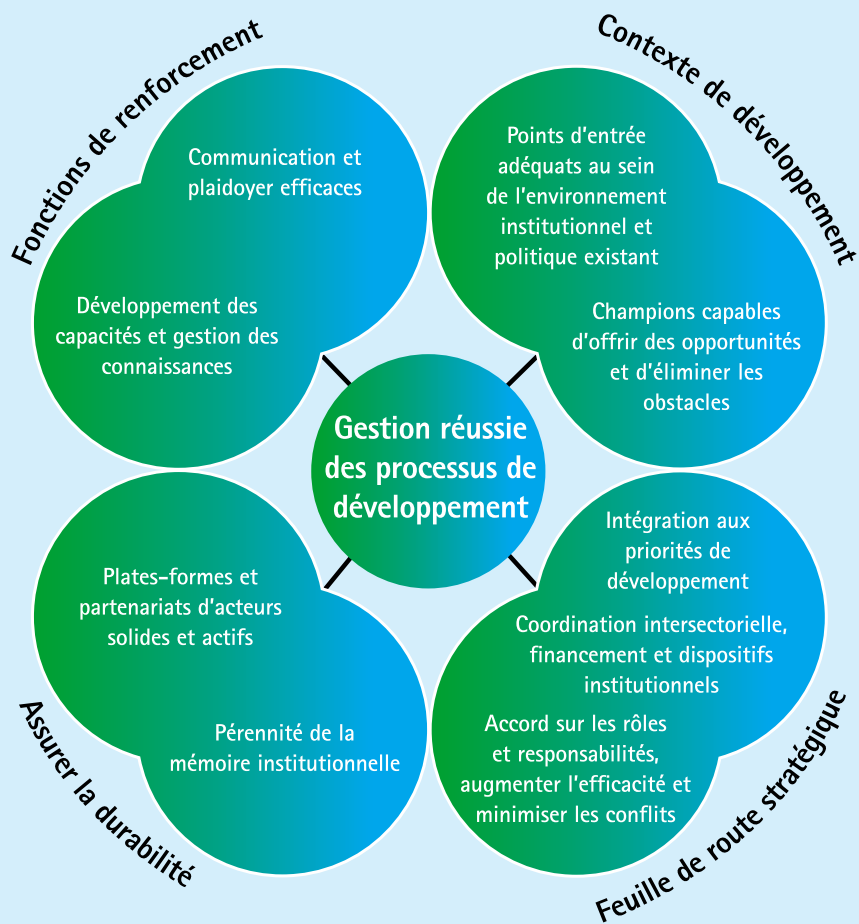 Fonctions de renforcement
Communication et
plaidoyer efficaces
Développement des
capacités et gestion des
connaissances
Contexte de développement
Points d'entrée
adéquats au sein
de l'environnement
institutionnel et
politique existant
Champions capables
d'offrir des opportunités
et d'éliminer les
obstacles
Gestion réussie
des processus de
développement
Plates-formes et
partenariats d'acteurs
solides et actifs
Pérennité de la
mémoire institutionnelle
Assurer la durabilité
Intégration aux
priorités de
développement
Coordination intersectorielle,
financement et dispositifs
institutionnels
Accord sur les rôles
et responsabilités,
augmenter l'efficacité et
minimiser les conflits
Feuille de route stratégique